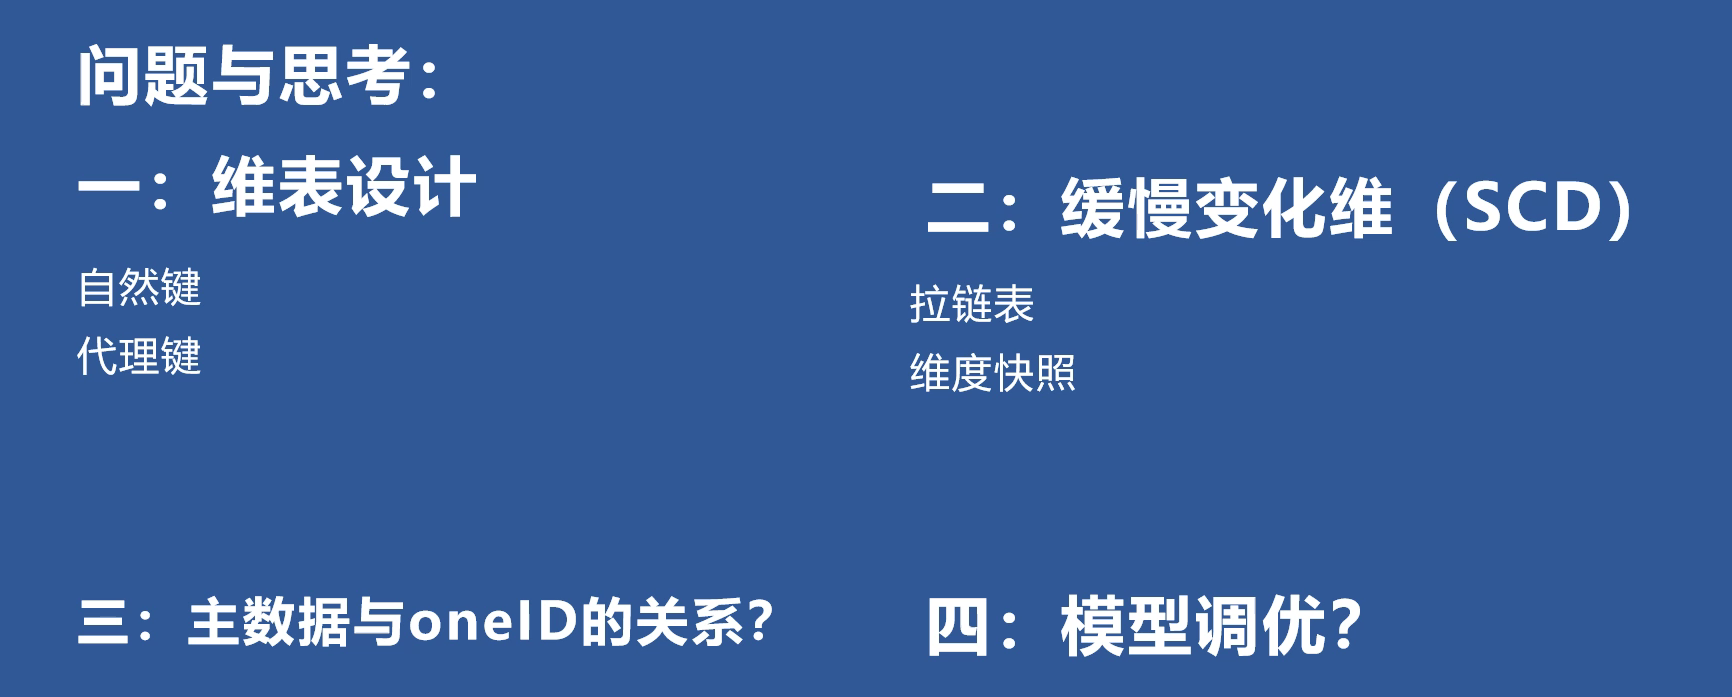 问题与思考：
一：维表设计
自然键
代理键
二：缓慢变化维（SCD）
拉链表
维度快照
三：主数据与oneID的关系？
四：模型调优？